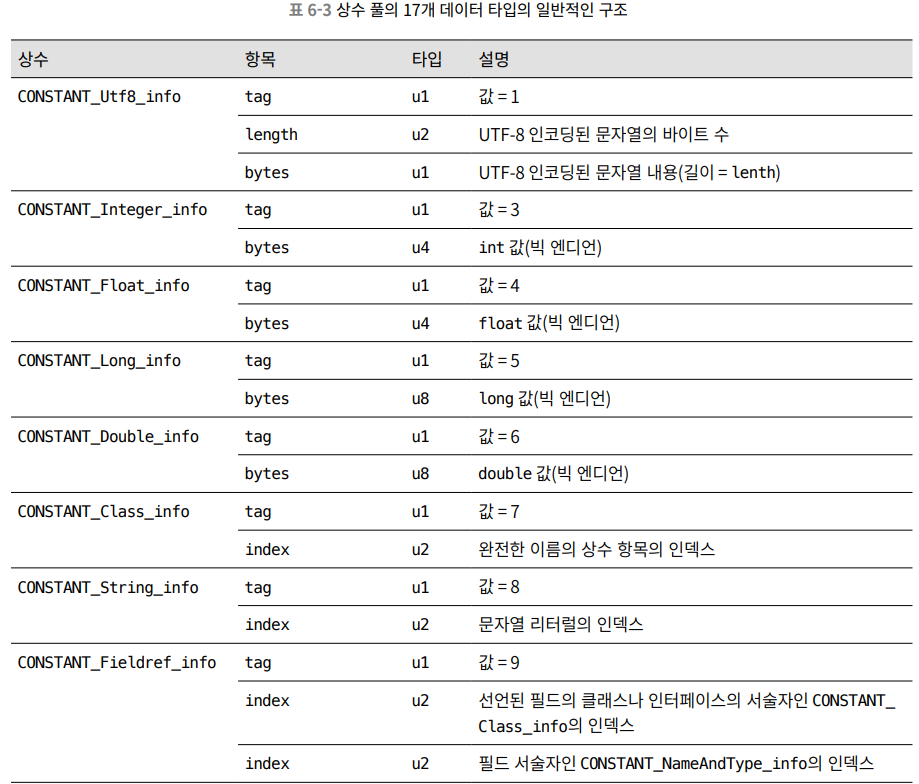 표 6-3 상수 풀의 17개 데이터 타입의 일반적인 구조
상수 항목 타입 설명
CONSTANT_Utf8_info tag u1 값 = 1
length u2 UTF-8 인코딩된 문자열의 바이트 수
bytes u1 UTF-8 인코딩된 문자열 내용(길이 = lenth)
CONSTANT_Integer_info tag u1 값 = 3
bytes u4 int 값(빅 엔디언)
CONSTANT_Float_info tag u1 값 = 4
bytes u4 float 값(빅 엔디언)
CONSTANT_Long_info tag u1 값 = 5
bytes u8 long 값(빅 엔디언)
CONSTANT_Double_info tag u1 값 = 6
bytes u8 double 값(빅 엔디언)
CONSTANT_Class_info tag u1 값 = 7
index u2 완전한 이름의 상수 항목의 인덱스
CONSTANT_String_info tag u1 값 = 8
index u2 문자열 리터럴의 인덱스
CONSTANT_Fieldref_info tag u1 값 = 9
index u2 선언된 필드의 클래스나 인터페이스의 서술자인 CONSTANT_
Class_info의 인덱스
index u2 필드 서술자인 CONSTANT_NameAndType_info의 인덱스